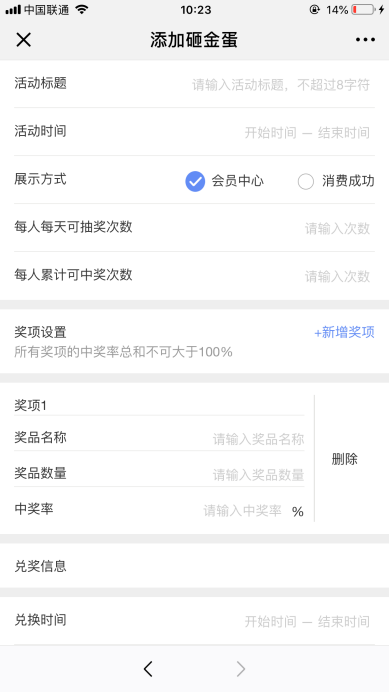 中国联通 10:23 14%
添加砸金蛋
活动标题 请输入活动标题，不超过8字符
活动时间 开始时间 — 结束时间
展示方式 会员中心 消费成功
每人每天可抽奖次数 请输入次数
每人累计可中奖次数 请输入次数
奖项设置 +新增奖项
所有奖项的中奖率总和不可大于100%
奖项1
奖品名称 请输入奖品名称
删除
奖品数量 请输入奖品数量
中奖率 请输入中奖率 %
兑奖信息
兑换时间 开始时间 — 结束时间